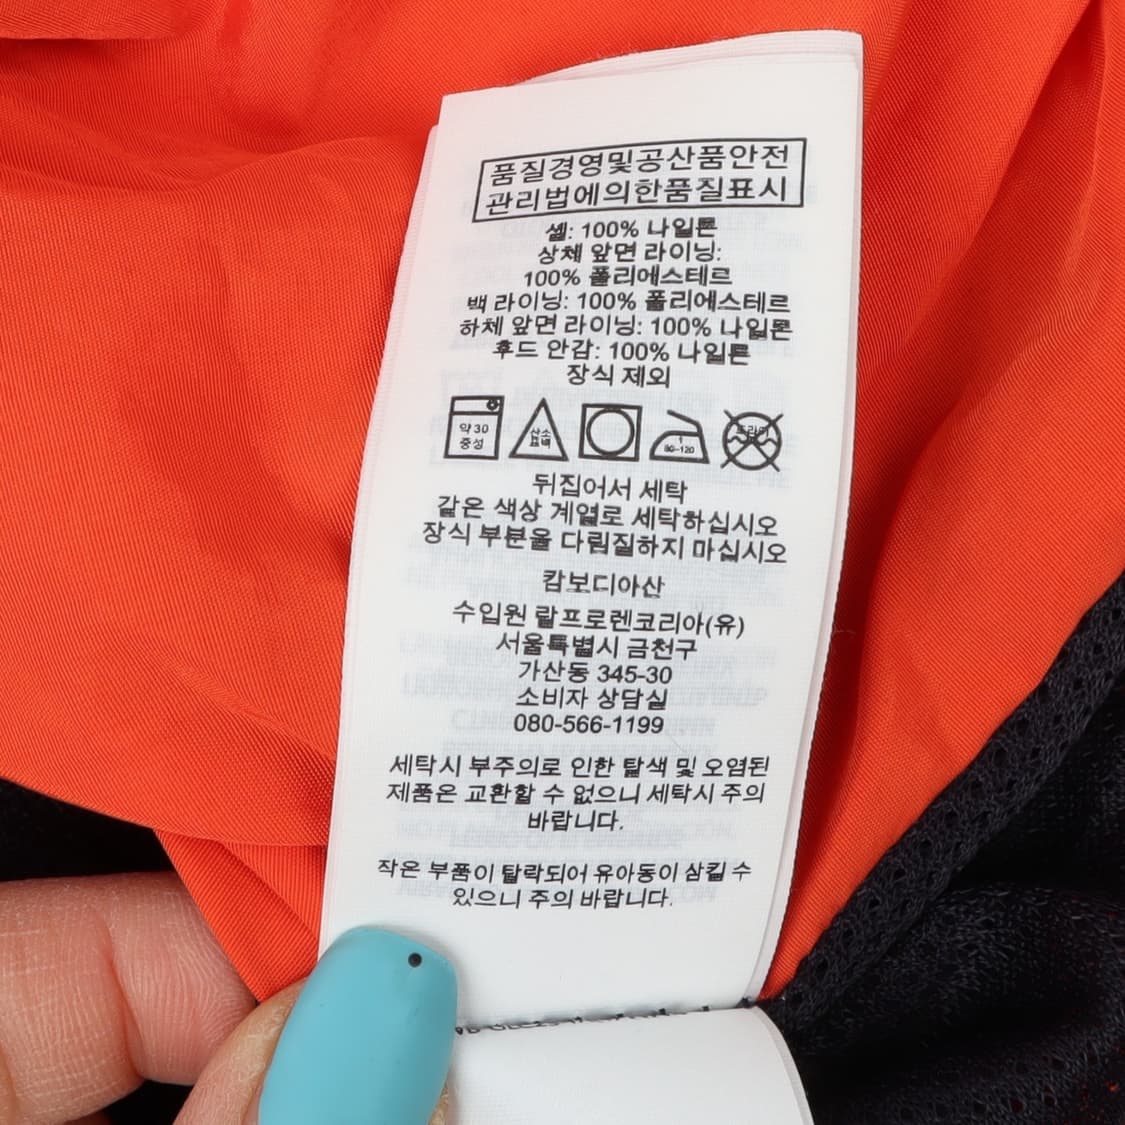 품질경영및공산품안전
관리법에의한품질표시
셸: 100% 나일론
상체 앞면 라이닝:
100% 폴리에스테르
백 라이닝: 100% 폴리에스테르
하체 앞면 라이닝: 100% 나일론
후드 안감: 100% 나일론
장식 제외
약 30
중성
산소
표백
1
80-120
드라이
뒤집어서 세탁
같은 색상 계열로 세탁하십시오
장식 부분을 다림질하지 마십시오
캄보디아산
수입원 랄프로렌코리아(유)
서울특별시 금천구
가산동 345-30
소비자 상담실
080-566-1199
세탁시 부주의로 인한 탈색 및 오염된
제품은 교환할 수 없으니 세탁시 주의
바랍니다.
작은 부품이 탈락되어 유아동이 삼킬 수
있으니 주의 바랍니다.